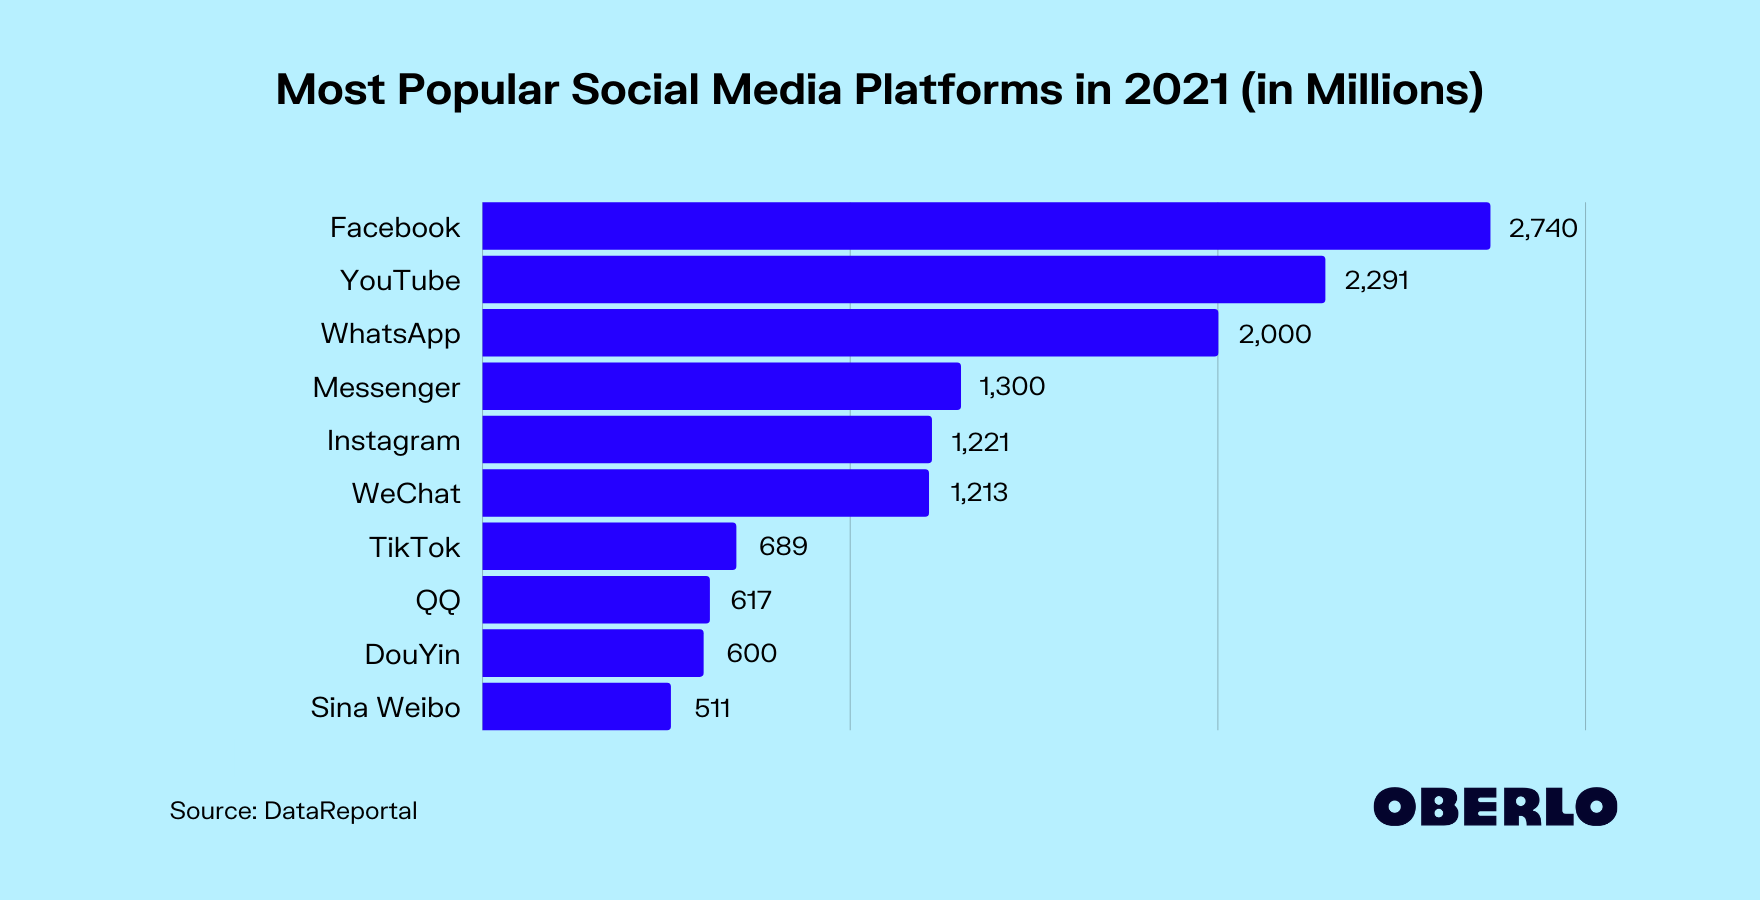 Most Popular Social Media Platforms in 2021 (in Millions)
Facebook 2,740
YouTube 2,291
WhatsApp 2,000
Messenger 1,300
Instagram 1,221
WeChat 1,213
TikTok 689
QQ 617
DouYin 600
Sina Weibo 511
Source: DataReportal
OBERLO